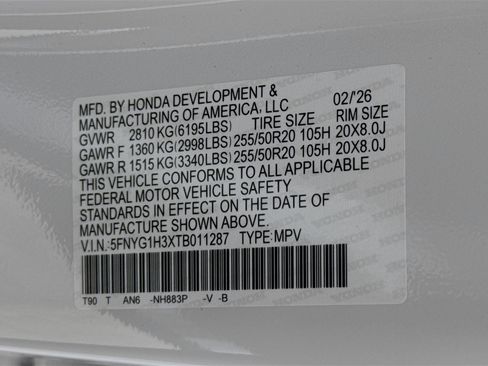 MFD. BY HONDA DEVELOPMENT &
MANUFACTURING OF AMERICA, LLC 02/'26
GVWR 2810 KG(6195LBS) TIRE SIZE RIM SIZE
GAWR F 1360 KG(2998LBS) 255/50R20 105H 20X8.0J
GAWR R 1515 KG(3340LBS) 255/50R20 105H 20X8.0J
THIS VEHICLE CONFORMS TO ALL APPLICABLE
FEDERAL MOTOR VEHICLE SAFETY
STANDARDS IN EFFECT ON THE DATE OF
MANUFACTURE SHOWN ABOVE.
V.I.N.:5FNYG1H3XTB011287 TYPE:MPV
T90 T AN6 -NH883P -V -B